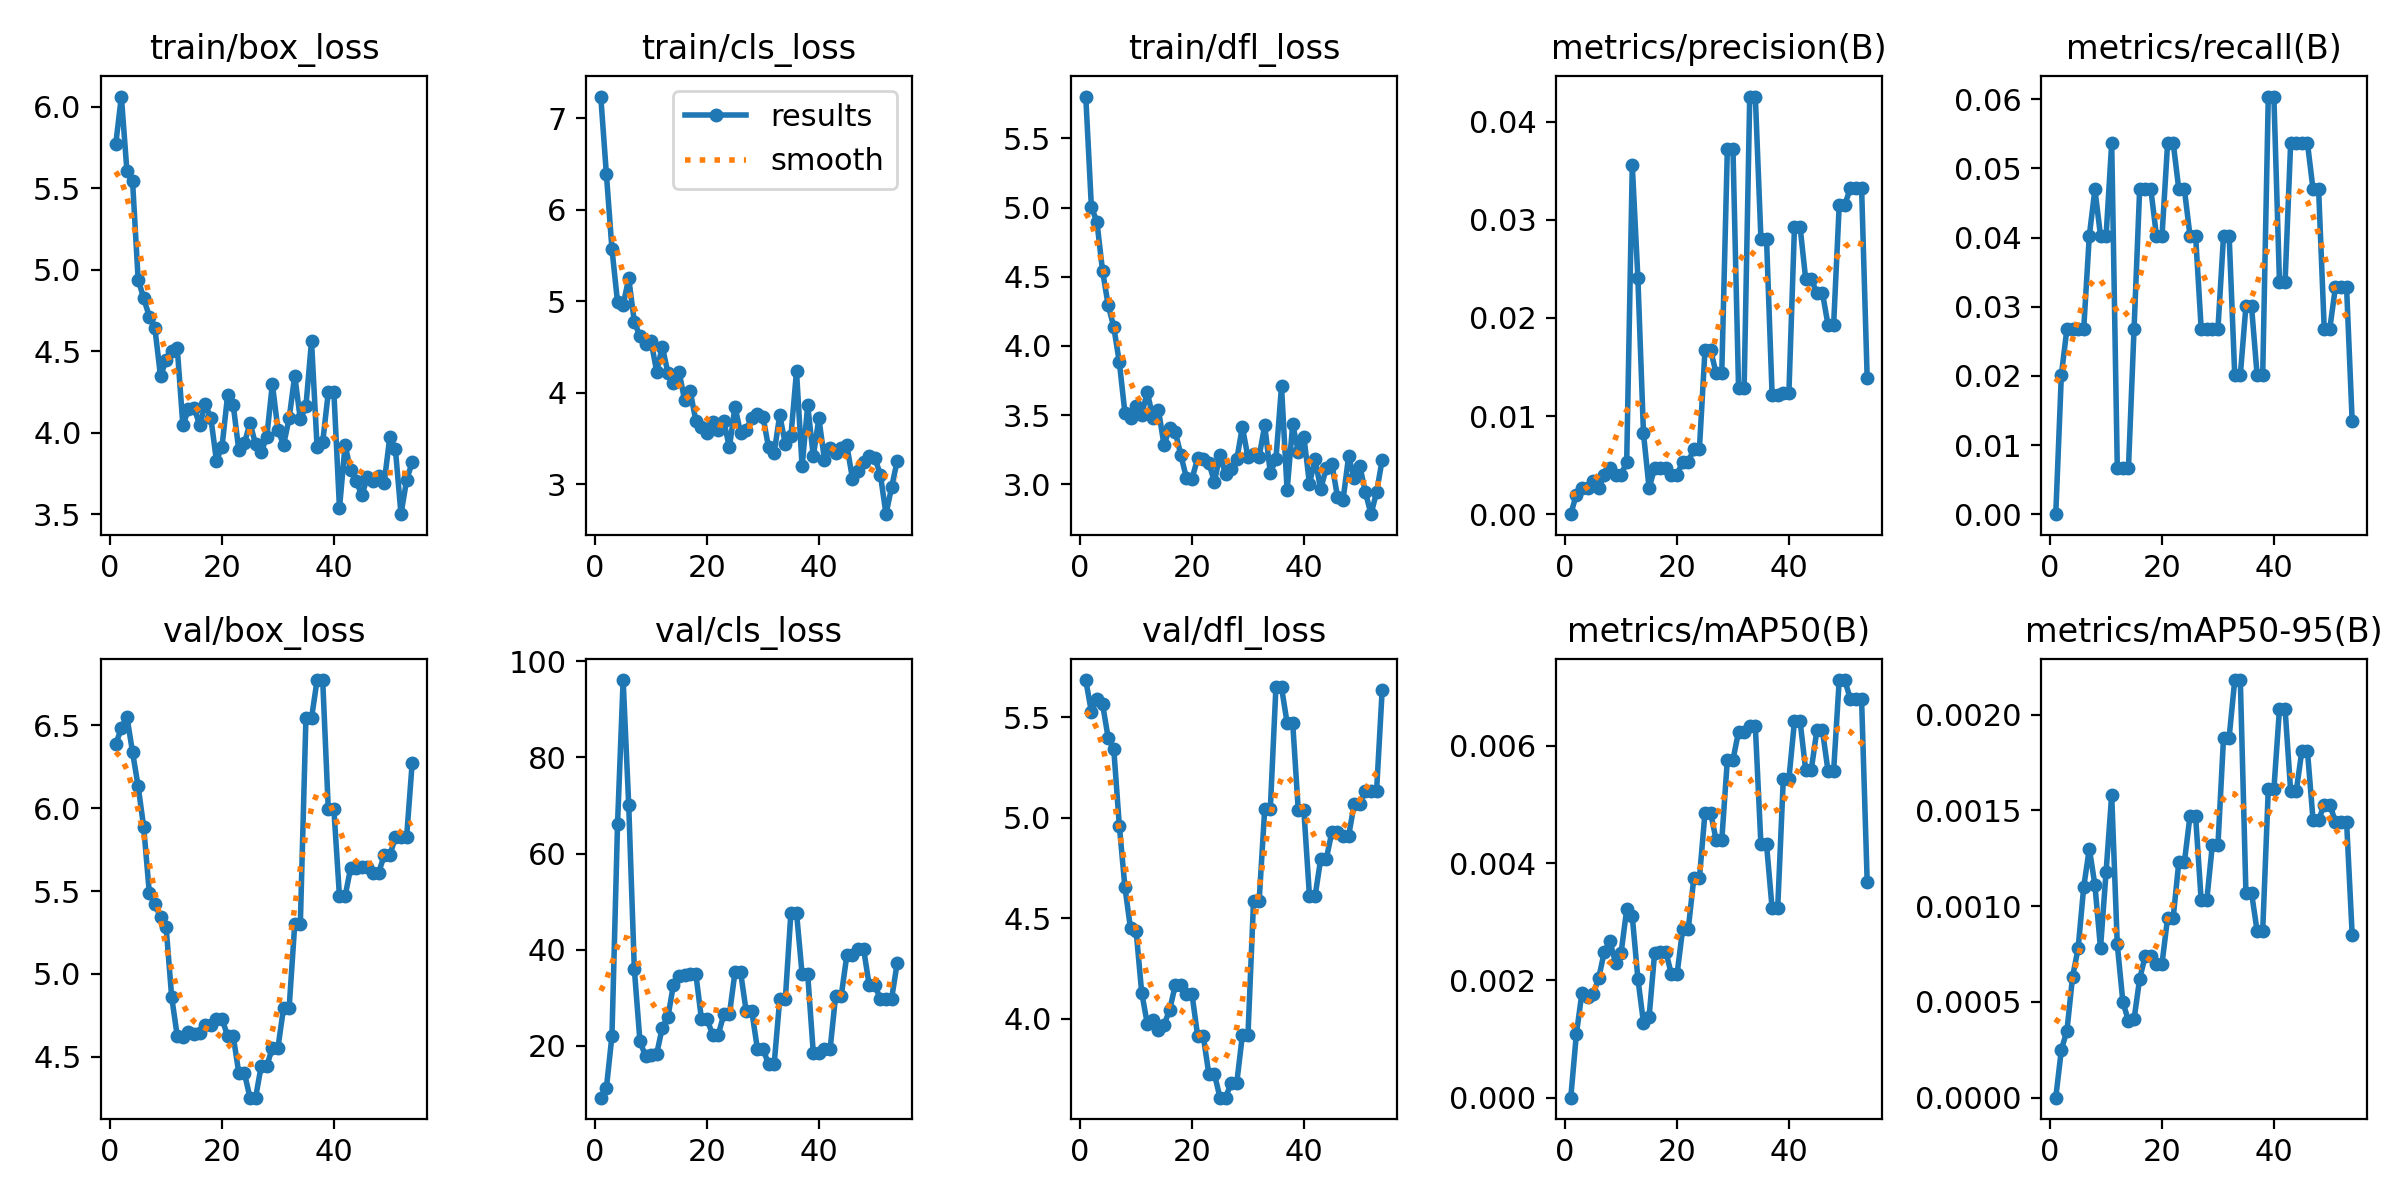 train/box_loss
train/cls_loss
train/dfl_loss
metrics/precision(B)
metrics/recall(B)
6.0
5.5
5.0
4.5
4.0
3.5
0 20 40
results
smooth
7
6
5
4
3
0 20 40
5.5
5.0
4.5
4.0
3.5
3.0
0 20 40
0.04
0.03
0.02
0.01
0.00
0 20 40
0.06
0.05
0.04
0.03
0.02
0.01
0.00
0 20 40
val/box_loss
val/cls_loss
val/dfl_loss
metrics/mAP50(B)
metrics/mAP50-95(B)
6.5
6.0
5.5
5.0
4.5
0 20 40
100
80
60
40
20
0 20 40
5.5
5.0
4.5
4.0
0 20 40
0.006
0.004
0.002
0.000
0 20 40
0.0020
0.0015
0.0010
0.0005
0.0000
0 20 40